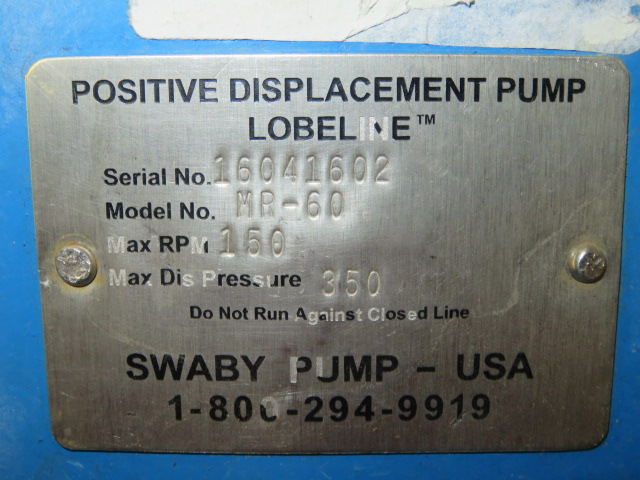 POSITIVE DISPLACEMENT PUMP
LOBELINE™
Serial No. 16041602
Model No. MR-60
Max RPM 150
Max Dis Pressure 350
Do Not Run Against Closed Line
SWABY PUMP - USA
1-800-294-9919